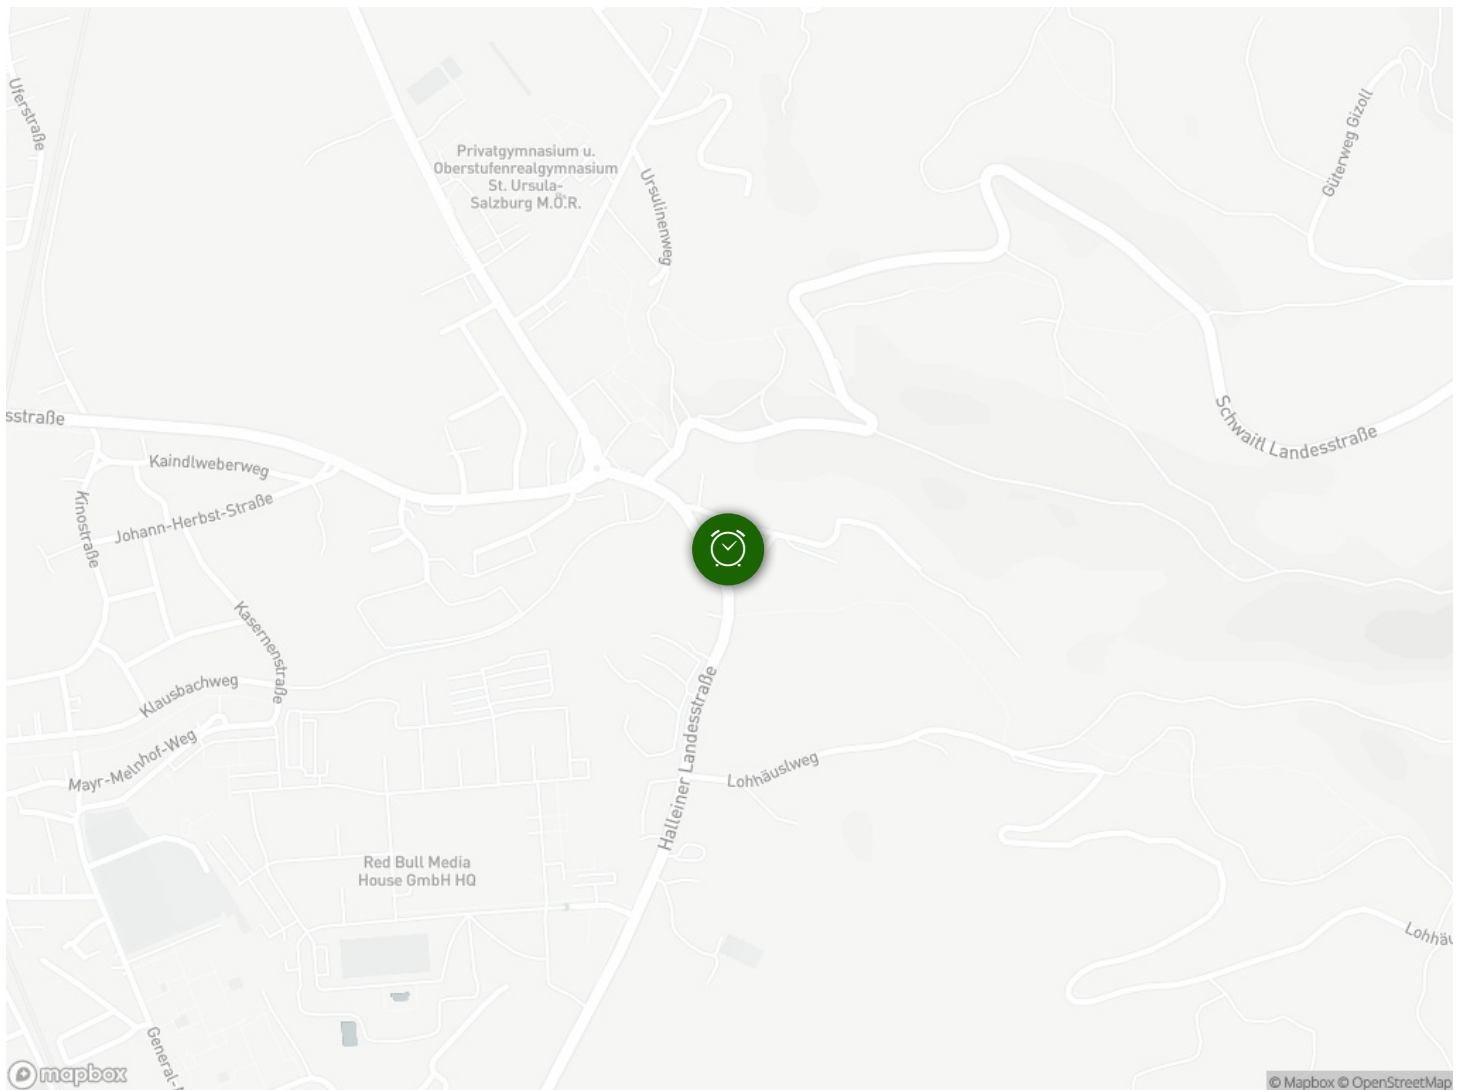 Uferstraße
Güterweg Gizoll
Privatgymnasium u.
Oberstufenrealgymnasium
St. Ursula-
Salzburg M.Ö.R.
Ursulinenweg
sstraße
Schwaitl Landesstraße
Kaindlweberweg
Kinostraße
Johann-Herbst-Straße
Kasernenstraße
Klausbachweg
Halleiner Landesstraße
Mayr-Melnhof-Weg
Lohhäuslweg
Red Bull Media
House GmbH HQ
Lohhäu
General-
mapbox
© Mapbox © OpenStreetMap